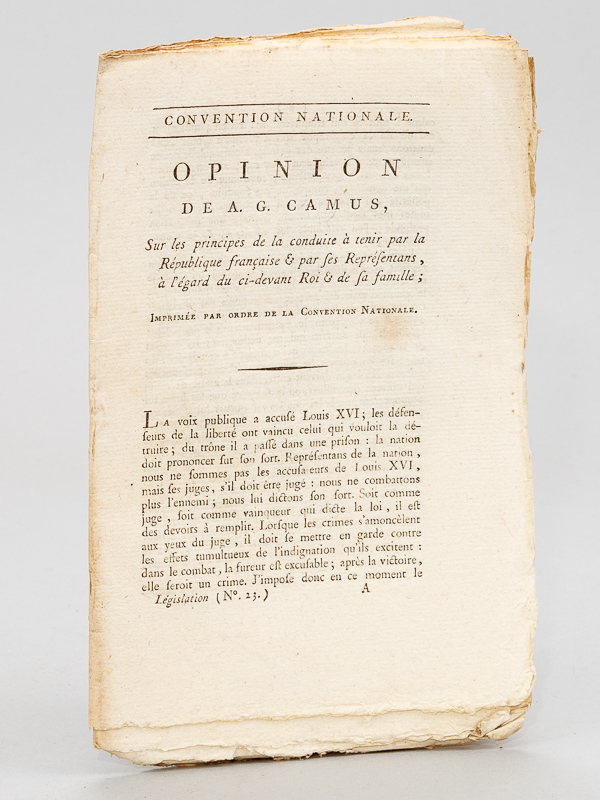 CONVENTION NATIONALE.
OPINION
DE A. G. CAMUS,
Sur les principes de la conduite à tenir par la
République françaiſe & par ſes Repréſentans,
à l'égard du ci-devant Roi & de ſa famille;
IMPRIMÉE PAR ORDRE DE LA CONVENTION NATIONALE.
LA voix publique a accuſé Louis XVI; les défen-
ſeurs de la liberté ont vaincu celui qui vouloit la dé-
truire; du trône il a paſſé dans une priſon : la nation
doit prononcer ſur ſon ſort. Repréſentans de la nation,
nous ne ſommes pas les accuſateurs de Louis XVI,
mais ſes juges, s'il doit être jugé : nous ne combattons
plus l'ennemi; nous lui dictons ſon ſort. Soit comme
juge, ſoit comme vainqueur qui dicte la loi, il eſt
des devoirs à remplir. Lorſque les crimes s'amoncèlent
aux yeux du juge, il doit ſe mettre en garde contre
les effets tumultueux de l'indignation qu'ils excitent :
dans le combat, la fureur eſt excuſable; après la victoire,
elle ſeroit un crime. J'impoſe donc en ce moment le
Légiſlation (N°. 23.) A